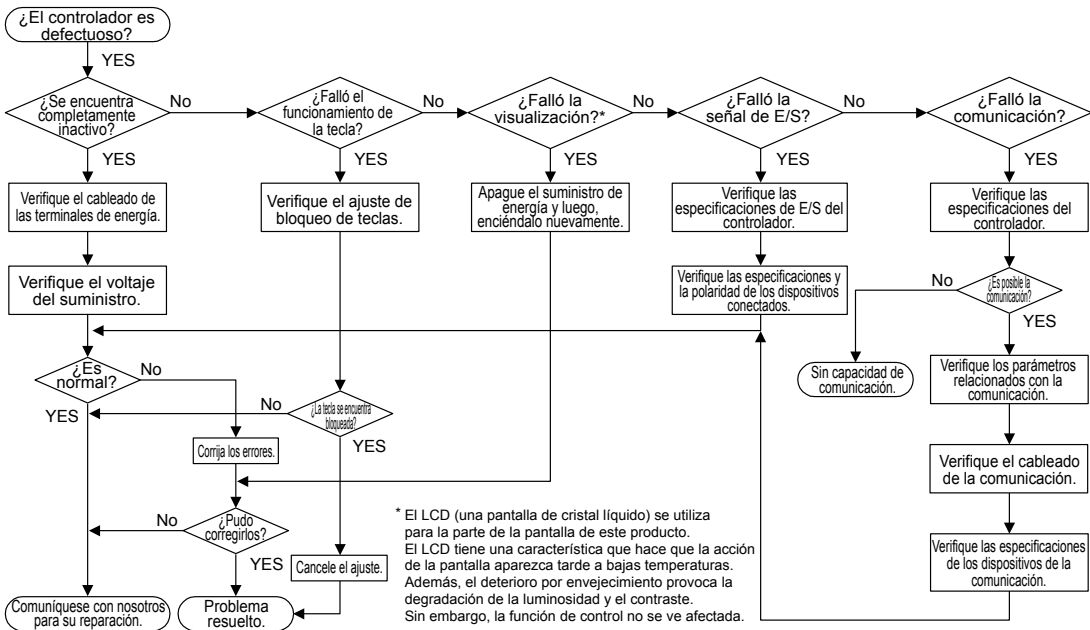 ¿El controlador es
defectuoso?
YES
¿Se encuentra
completamente
inactivo?
No
¿Falló el
funcionamiento de
la tecla?
No
¿Falló la
visualización?*
No
¿Falló la
señal de E/S?
No
¿Falló la
comunicación?
YES
YES
YES
YES
YES
Verifique el cableado de
las terminales de energía.
Verifique el ajuste de
bloqueo de teclas.
Apague el suministro de
energía y luego,
enciéndalo nuevamente.
Verifique las
especificaciones de E/S del
controlador.
Verifique las
especificaciones del
controlador.
Verifique el voltaje
del suministro.
Verifique las especificaciones y
la polaridad de los dispositivos
conectados.
No
¿Es posible la
comunicación?
YES
¿Es
normal?
No
YES
Sin capacidad de
comunicación.
Verifique los parámetros
relacionados con la
comunicación.
No
¿La tecla se encuentra
bloqueada?
YES
Corrija los errores.
Verifique el cableado
de la comunicación.
No
¿Pudo
corregirlos?
YES
Cancele el ajuste.
Verifique las especificaciones
de los dispositivos de la
comunicación.
Comuníquese con nosotros
para su reparación.
Problema
resuelto.
* El LCD (una pantalla de cristal líquido) se utiliza
para la parte de la pantalla de este producto.
El LCD tiene una característica que hace que la acción
de la pantalla aparezca tarde a bajas temperaturas.
Además, el deterioro por envejecimiento provoca la
degradación de la luminosidad y el contraste.
Sin embargo, la función de control no se ve afectada.